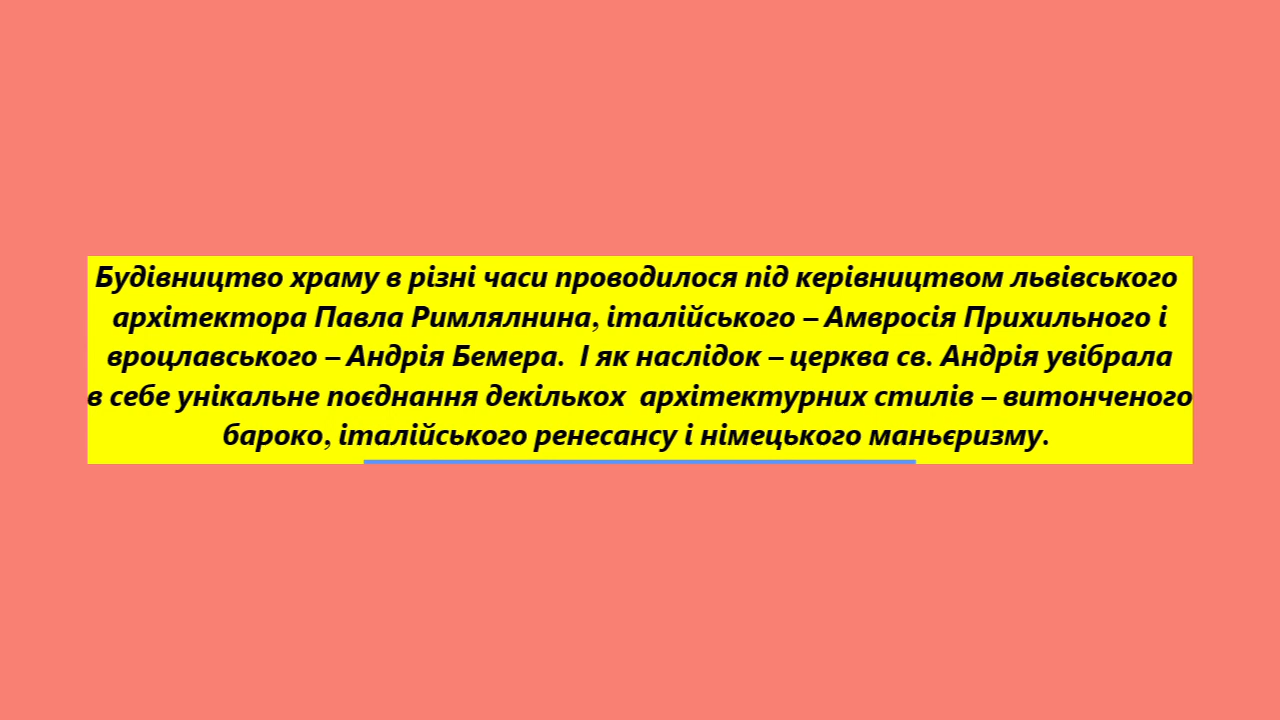 Будівництво храму в різні часи проводилося під керівництвом львівського
архітектора Павла Римлялнина, італійського – Амвросія Прихильного і
вроцлавського – Андрія Бемера.  І як наслідок – церква св. Андрія увібрала
в себе унікальне поєднання декількох  архітектурних стилів – витонченого
бароко, італійського ренесансу і німецького маньєризму.